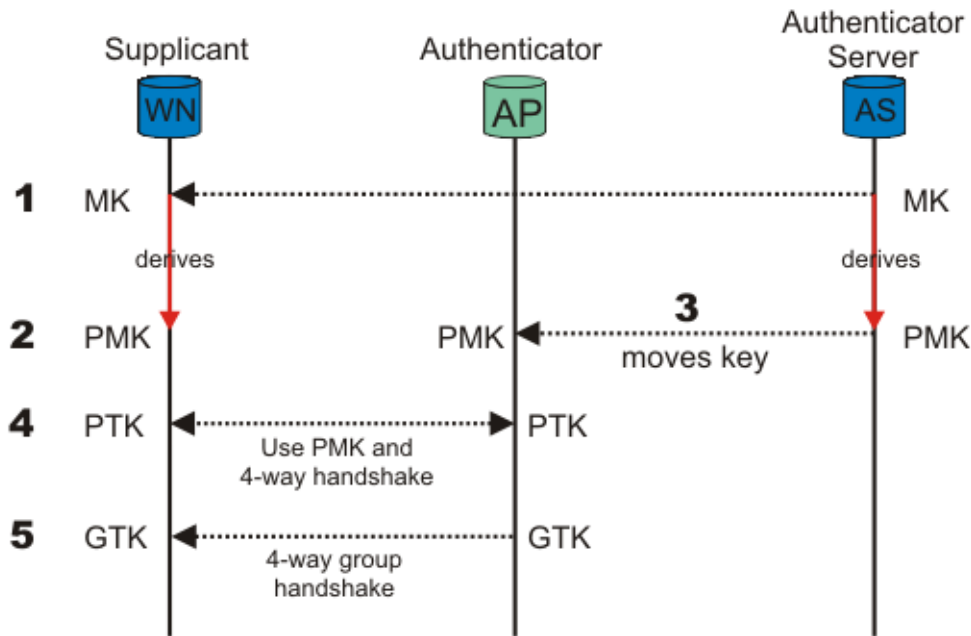 Supplicant
Authenticator
Authenticator
Server
WN
AP
AS
1
MK
MK
derives
derives
2
PMK
PMK
3
moves key
PMK
4
PTK
PTK
Use PMK and
4-way handshake
5
GTK
GTK
4-way group
handshake